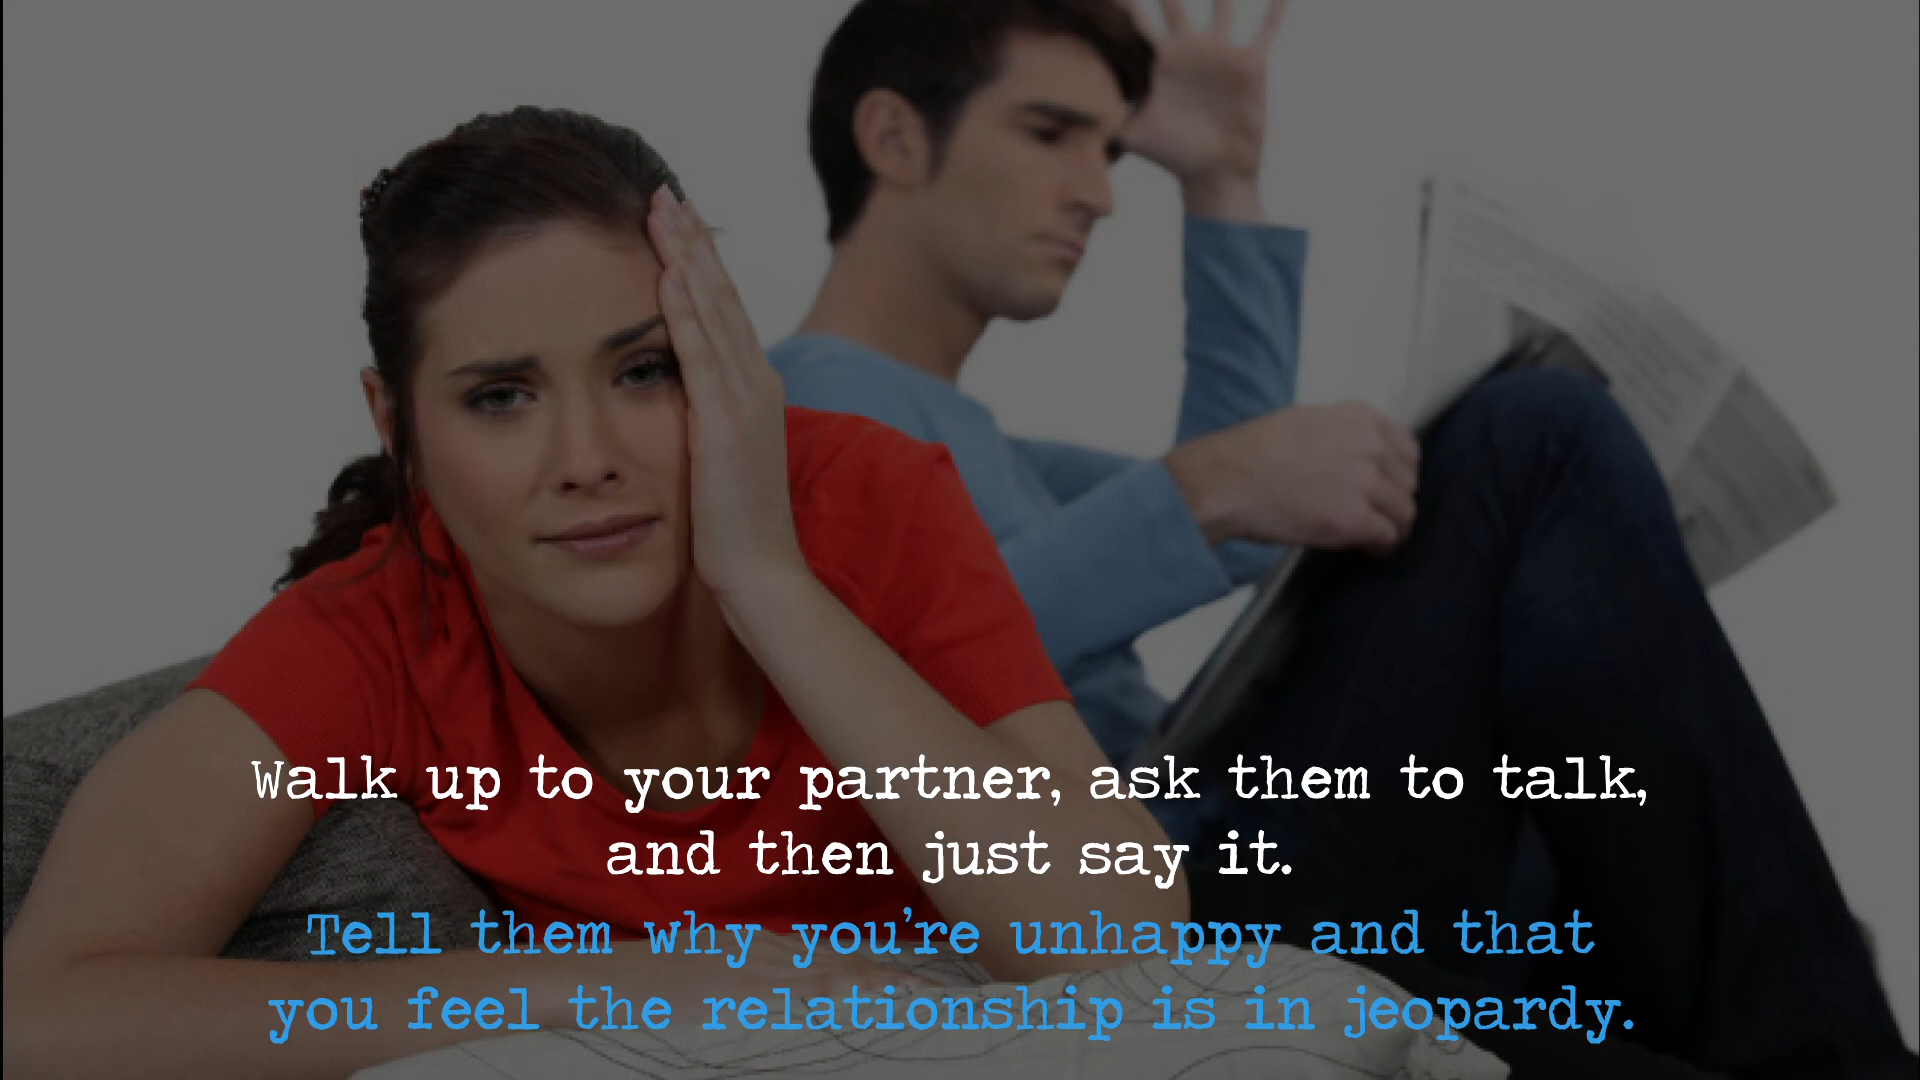 Walk up to your partner, ask them to talk,
and then just say it.
Tell them why you're unhappy and that
you feel the relationship is in jeopardy.